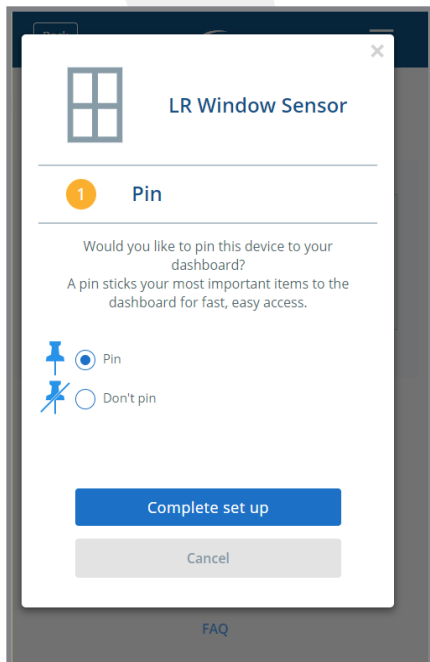 Back
×
LR Window Sensor
1
Pin
Would you like to pin this device to your
dashboard?
A pin sticks your most important items to the
dashboard for fast, easy access.
Pin
Don't pin
Complete set up
Cancel
FAQ